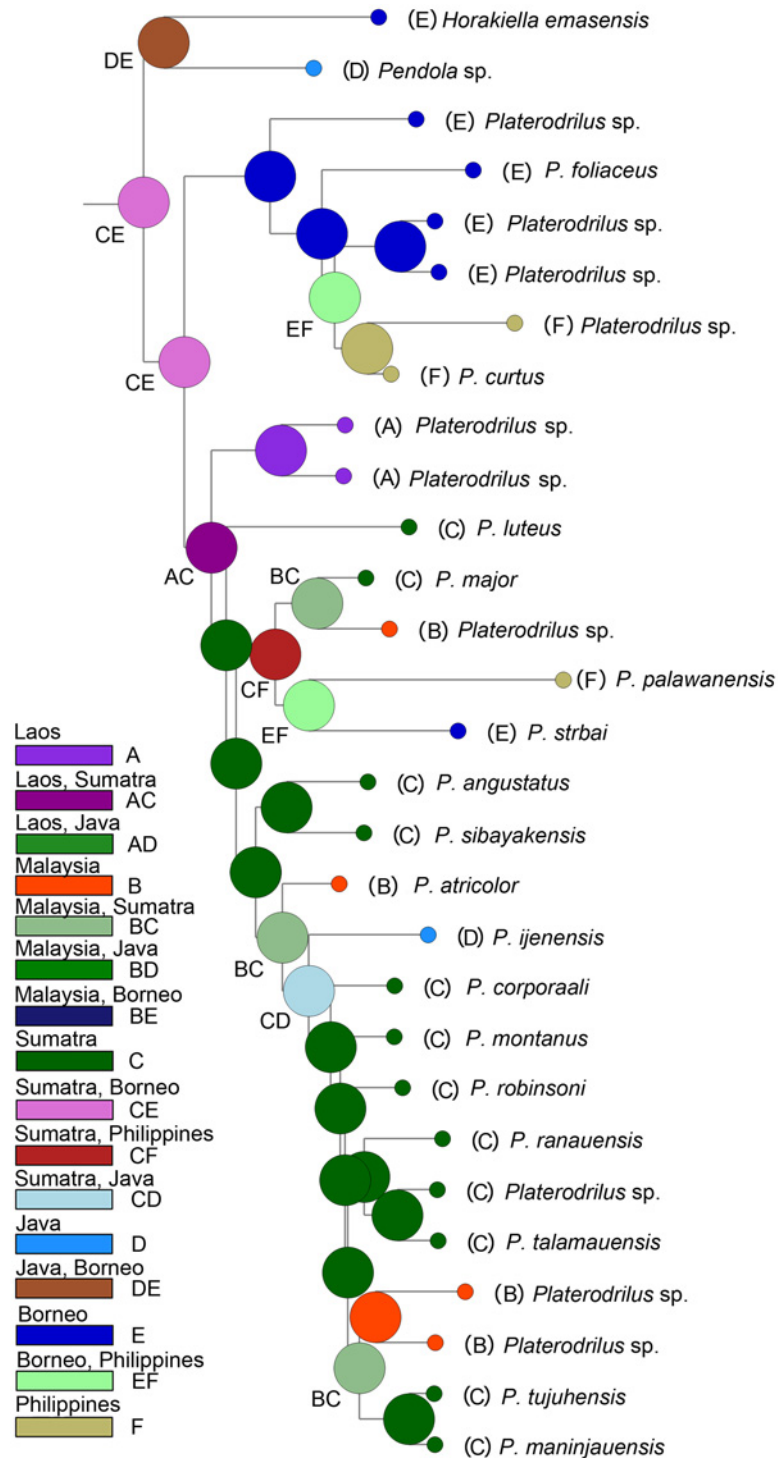 (E) Horakiella emasensis
DE
(D) Pendola sp.
(E) Platerodrilus sp.
(E) P. foliaceus
CE
(E) Platerodrilus sp.
(E) Platerodrilus sp.
EF
(F) Platerodrilus sp.
CE
(F) P. curtus
(A) Platerodrilus sp.
(A) Platerodrilus sp.
(C) P. luteus
AC
BC
(C) P. major
(B) Platerodrilus sp.
CF
(F) P. palawanensis
EF
(E) P. strbai
(C) P. angustatus
(C) P. sibayakensis
(B) P. atricolor
(D) P. ijenensis
BC
(C) P. corporaali
CD
(C) P. montanus
(C) P. robinsoni
(C) P. ranauensis
(C) Platerodrilus sp.
(C) P. talamauensis
(B) Platerodrilus sp.
(B) Platerodrilus sp.
BC
(C) P. tujuhensis
(C) P. maninjauensis
Laos
A
Laos, Sumatra
AC
Laos, Java
AD
Malaysia
B
Malaysia, Sumatra
BC
Malaysia, Java
BD
Malaysia, Borneo
BE
Sumatra
C
Sumatra, Borneo
CE
Sumatra, Philippines
CF
Sumatra, Java
CD
Java
D
Java, Borneo
DE
Borneo
E
Borneo, Philippines
EF
Philippines
F